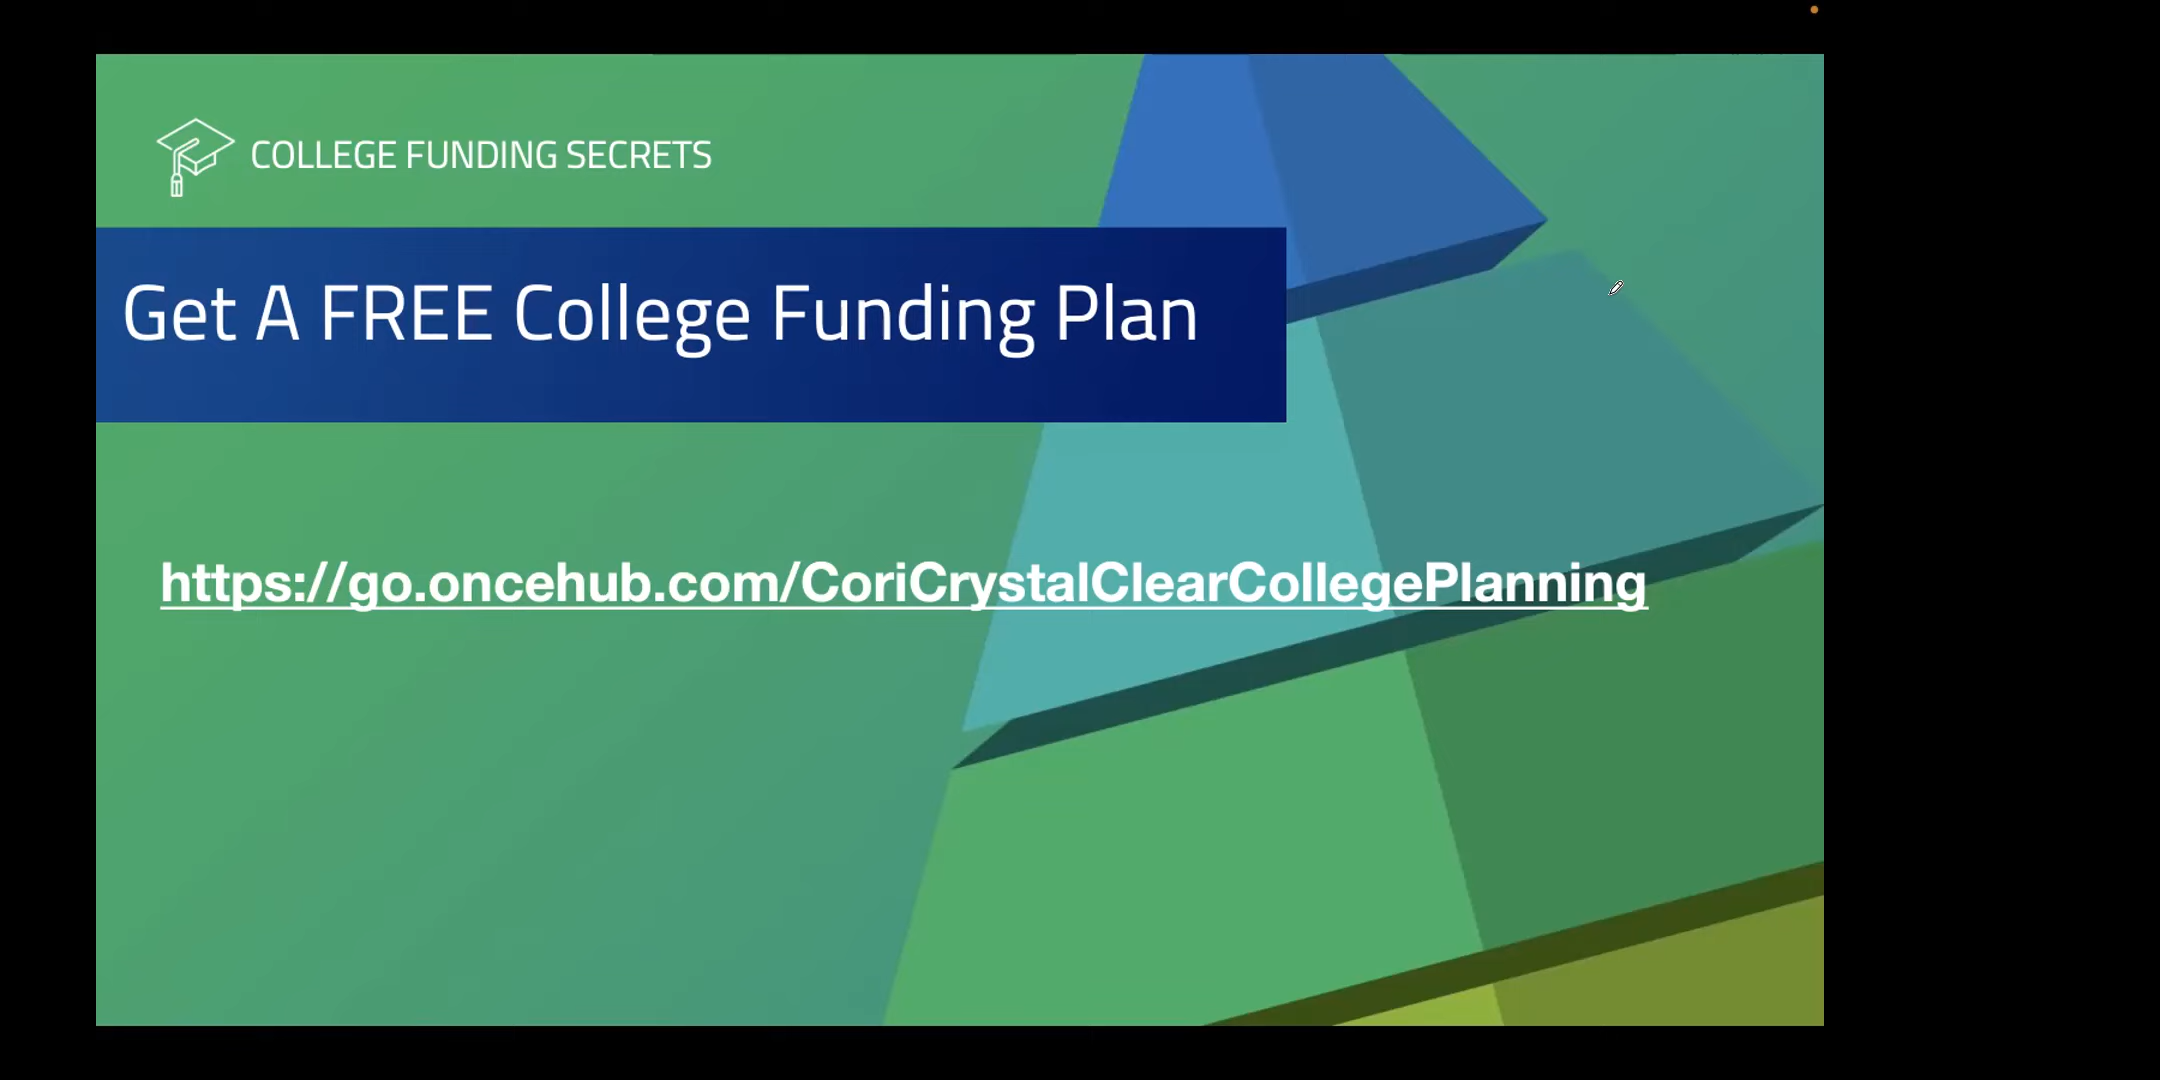 COLLEGE FUNDING SECRETS
Get A FREE College Funding Plan
https://go.oncehub.com/CoriCrystalClearCollegePlanning